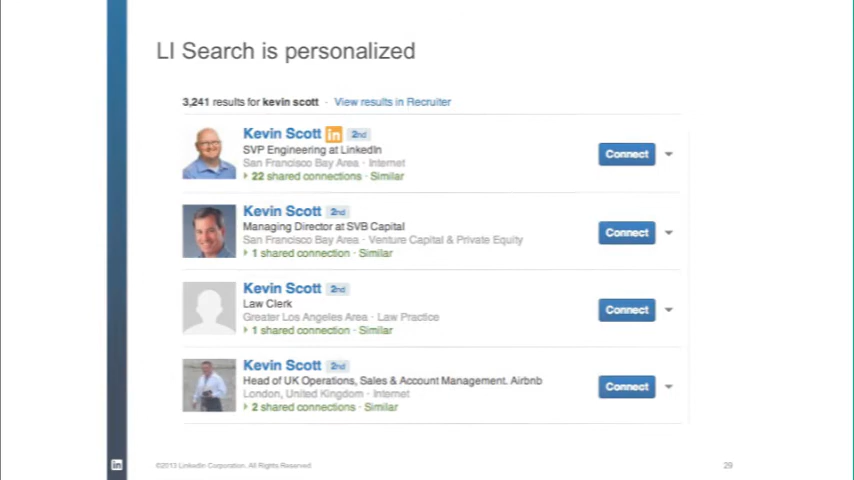 LI Search is personalized
3,241 results for kevin scott · View results in Recruiter
Kevin Scott in 2nd
SVP Engineering at LinkedIn
San Francisco Bay Area · Internet
22 shared connections · Similar
Connect
Kevin Scott 2nd
Managing Director at SVB Capital
San Francisco Bay Area · Venture Capital & Private Equity
1 shared connection · Similar
Connect
Kevin Scott 2nd
Law Clerk
Greater Los Angeles Area · Law Practice
1 shared connection · Similar
Connect
Kevin Scott 2nd
Head of UK Operations, Sales & Account Management. Airbnb
London, United Kingdom · Internet
2 shared connections · Similar
Connect
in ©2013 LinkedIn Corporation. All Rights Reserved 29